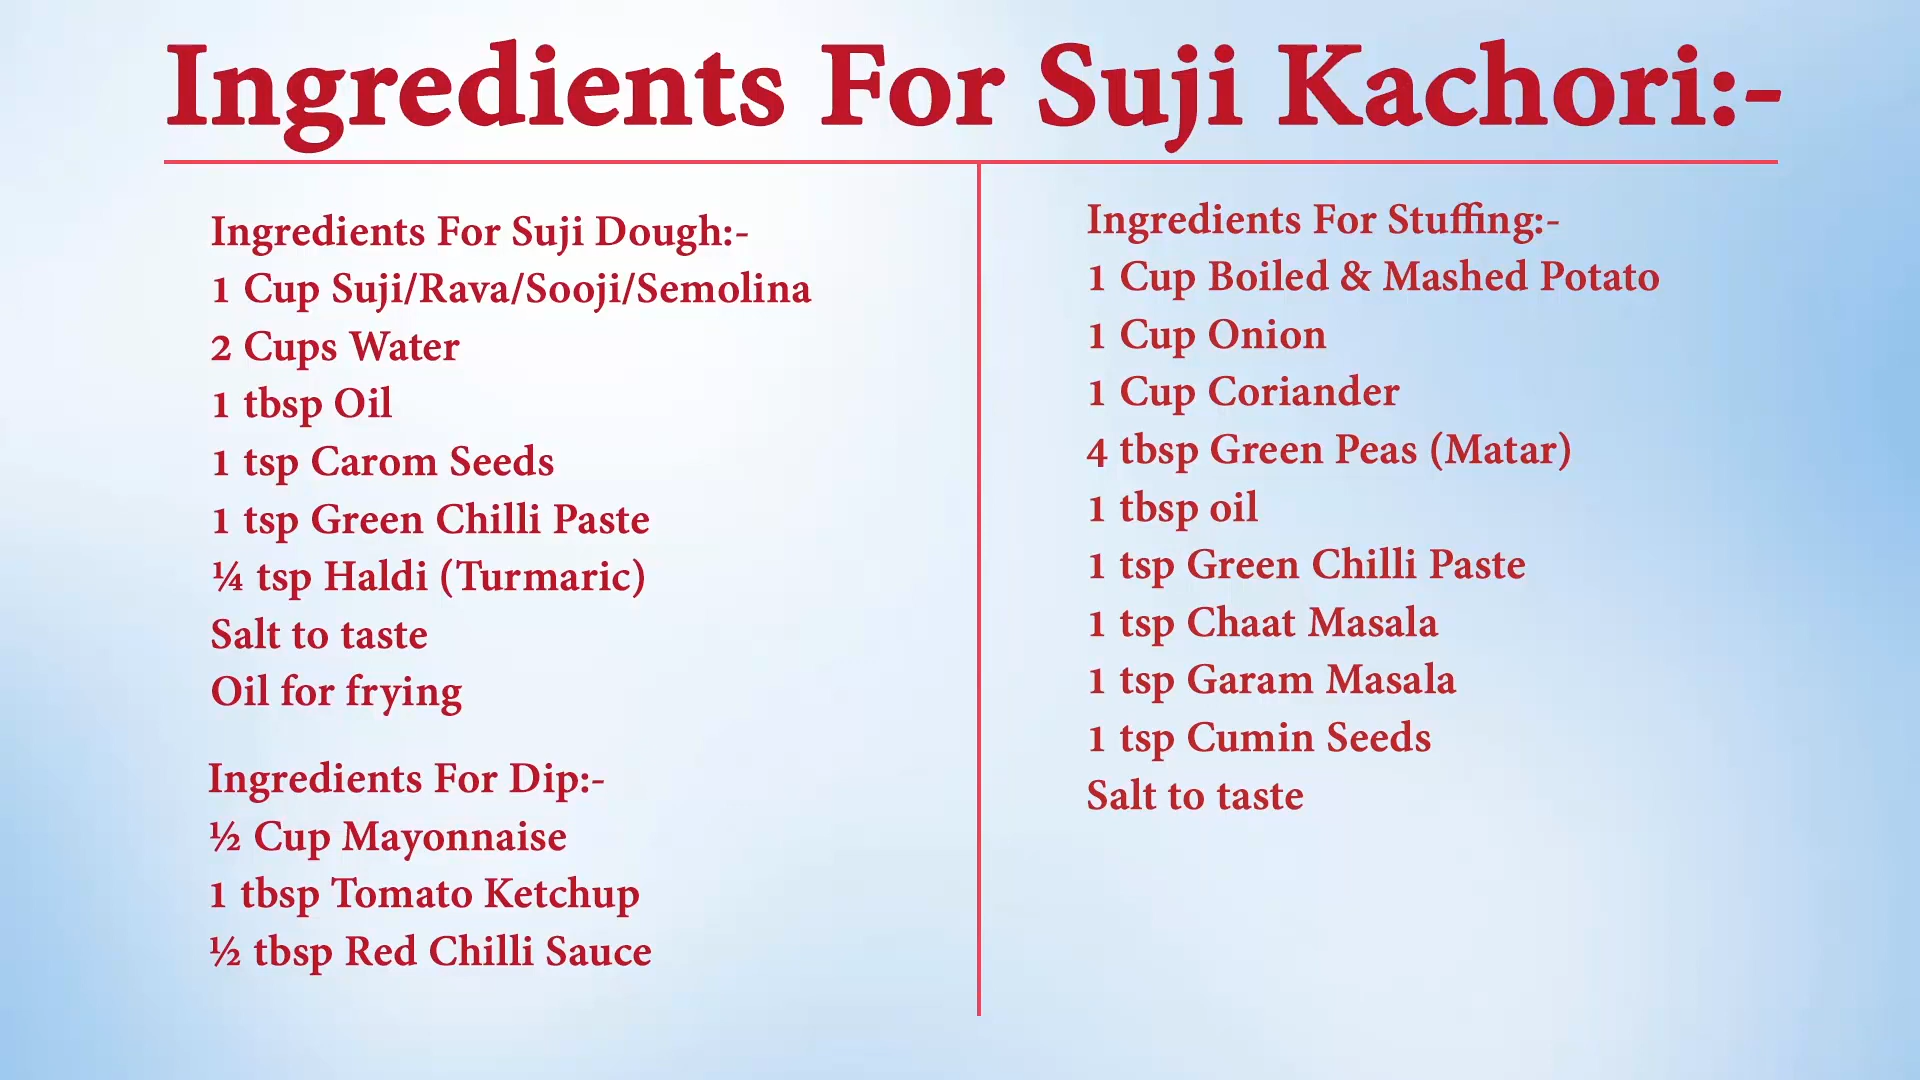 Ingredients For Suji Kachori:-
Ingredients For Suji Dough:-
1 Cup Suji/Rava/Sooji/Semolina
2 Cups Water
1 tbsp Oil
1 tsp Carom Seeds
1 tsp Green Chilli Paste
¼ tsp Haldi (Turmaric)
Salt to taste
Oil for frying
Ingredients For Dip:-
½ Cup Mayonnaise
1 tbsp Tomato Ketchup
½ tbsp Red Chilli Sauce
Ingredients For Stuffing:-
1 Cup Boiled & Mashed Potato
1 Cup Onion
1 Cup Coriander
4 tbsp Green Peas (Matar)
1 tbsp oil
1 tsp Green Chilli Paste
1 tsp Chaat Masala
1 tsp Garam Masala
1 tsp Cumin Seeds
Salt to taste